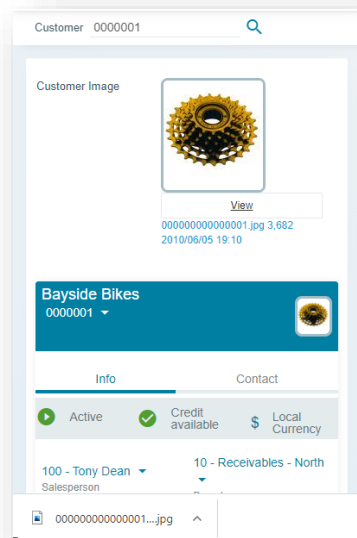 Customer 0000001
Customer Image
View
000000000000001.jpg 3,682
2010/06/05 19:10
Bayside Bikes
0000001
Info Contact
Active
Credit available
$ Local Currency
100 - Tony Dean
Salesperson
10 - Receivables - North
000000000000001....jpg